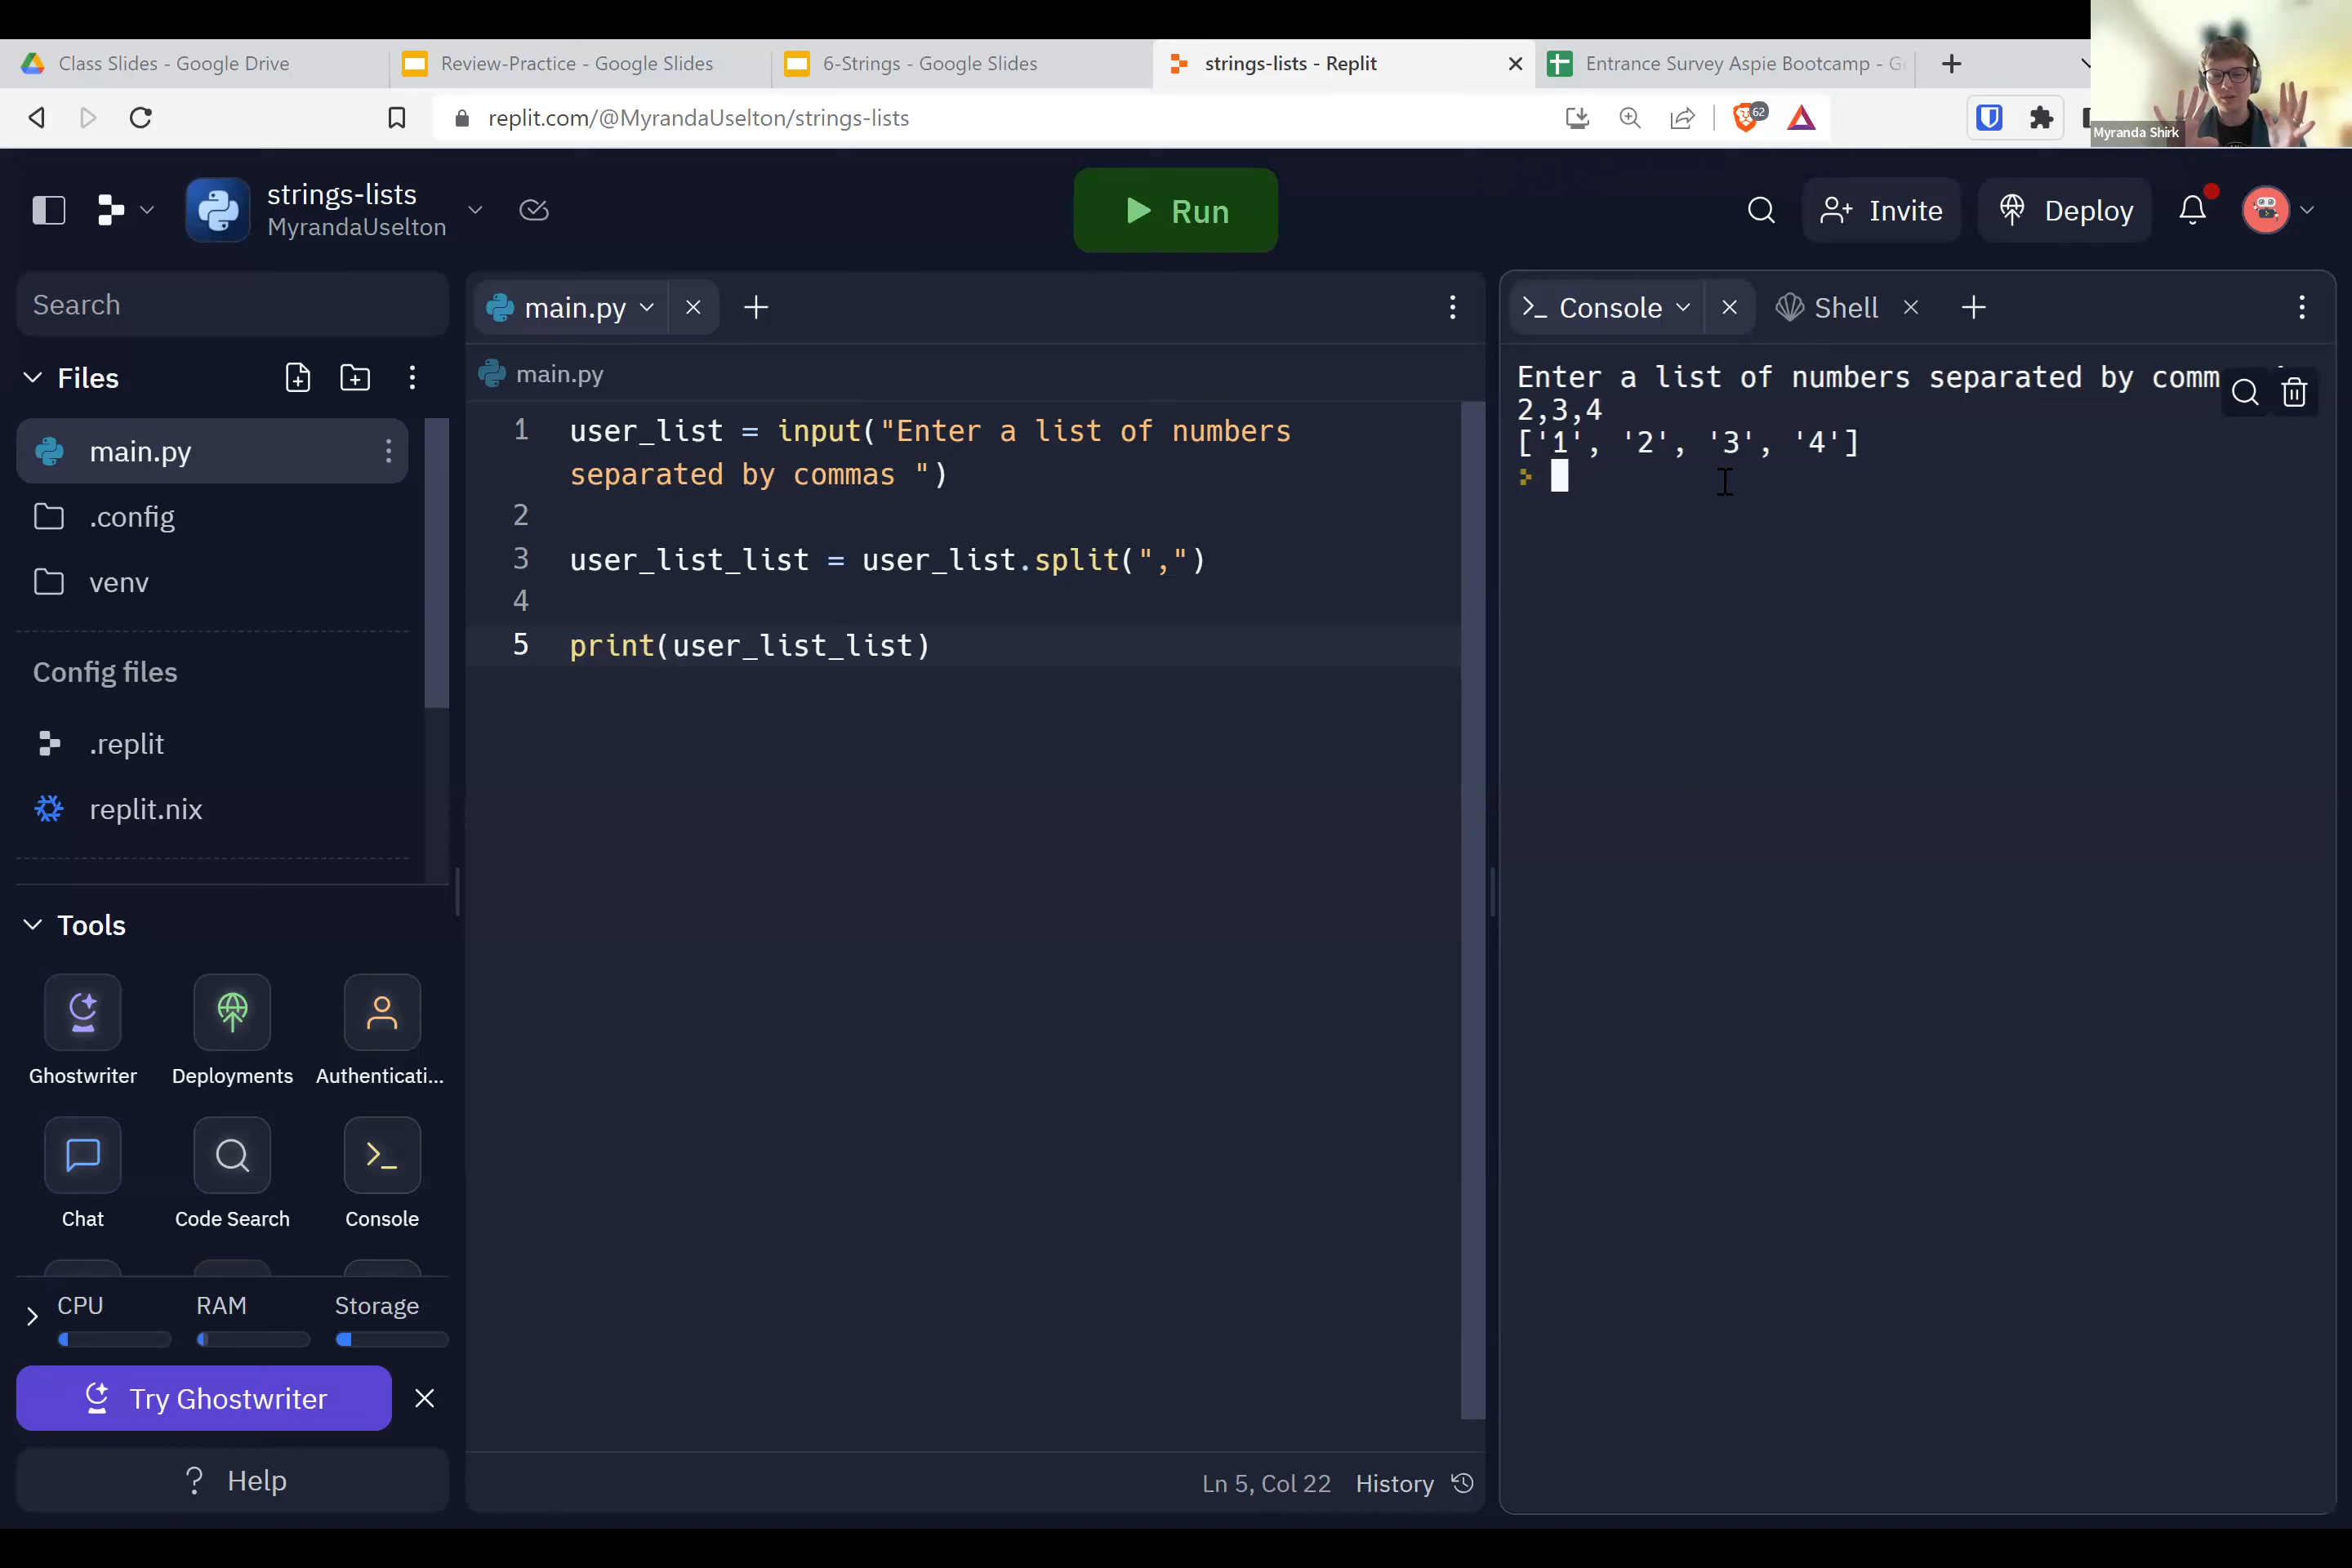 Class Slides - Google Drive
Review-Practice - Google Slides
6-Strings - Google Slides
strings-lists - Replit
Entrance Survey Aspie Bootcamp - G
replit.com/@MyrandaUselton/strings-lists
62
Myranda Shirk
strings-lists
MyrandaUselton
Run
Invite
Deploy
Search
Files
main.py
.config
venv
Config files
.replit
replit.nix
Tools
Ghostwriter
Deployments
Authenticati...
Chat
Code Search
Console
CPU
RAM
Storage
Try Ghostwriter
? Help
main.py
main.py
1 user_list = input("Enter a list of numbers
separated by commas ")
2
3 user_list_list = user_list.split(",")
4
5 print(user_list_list)
Ln 5, Col 22
History
>_ Console
Shell
Enter a list of numbers separated by comm
2,3,4
['1', '2', '3', '4']